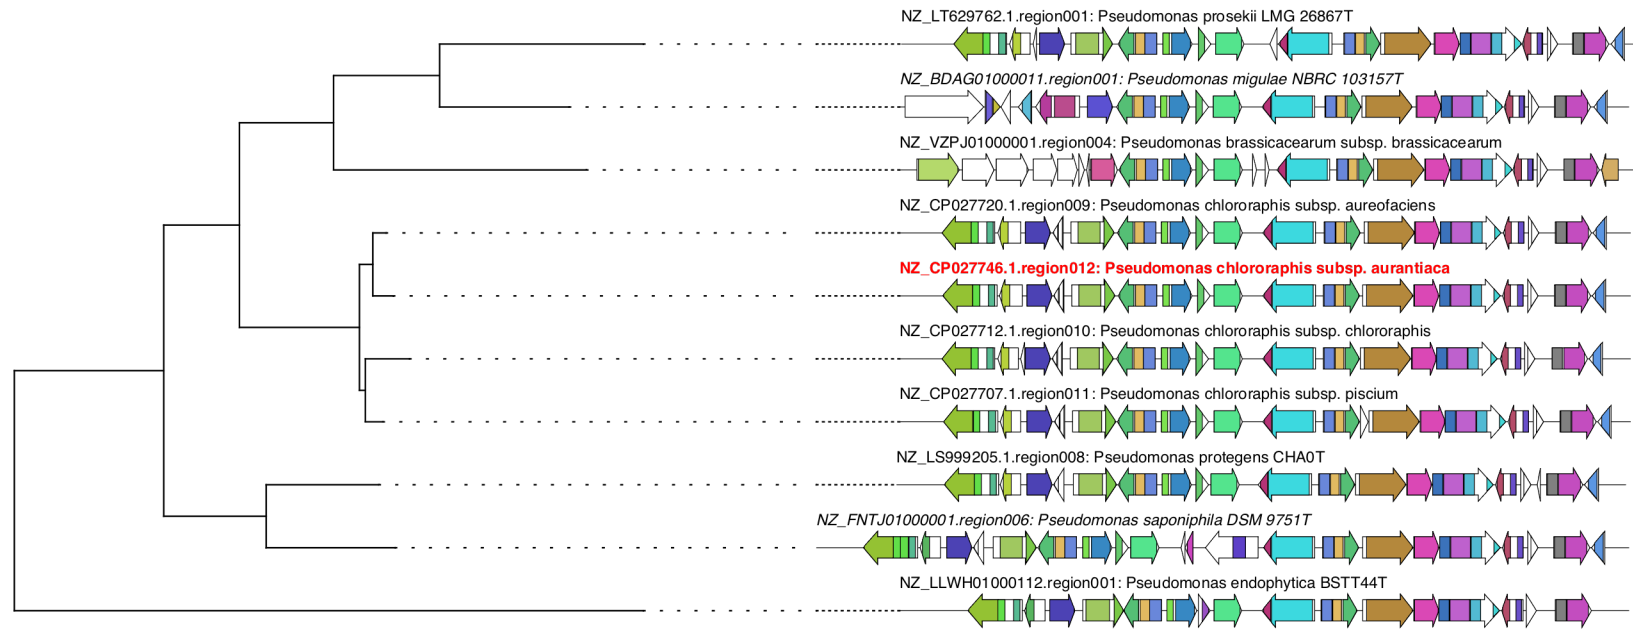 NZ_LT629762.1.region001: Pseudomonas prosekii LMG 26867T
NZ_BDAG01000011.region001: Pseudomonas migulae NBRC 103157T
NZ_VZPJ01000001.region004: Pseudomonas brassicacearum subsp. brassicacearum
NZ_CP027720.1.region009: Pseudomonas chlororaphis subsp. aureofaciens
NZ_CP027746.1.region012: Pseudomonas chlororaphis subsp. aurantiaca
NZ_CP027712.1.region010: Pseudomonas chlororaphis subsp. chlororaphis
NZ_CP027707.1.region011: Pseudomonas chlororaphis subsp. piscium
NZ_LS999205.1.region008: Pseudomonas protegens CHA0T
NZ_FNTJ01000001.region006: Pseudomonas saponiphila DSM 9751T
NZ_LLWH01000112.region001: Pseudomonas endophytica BSTT44T